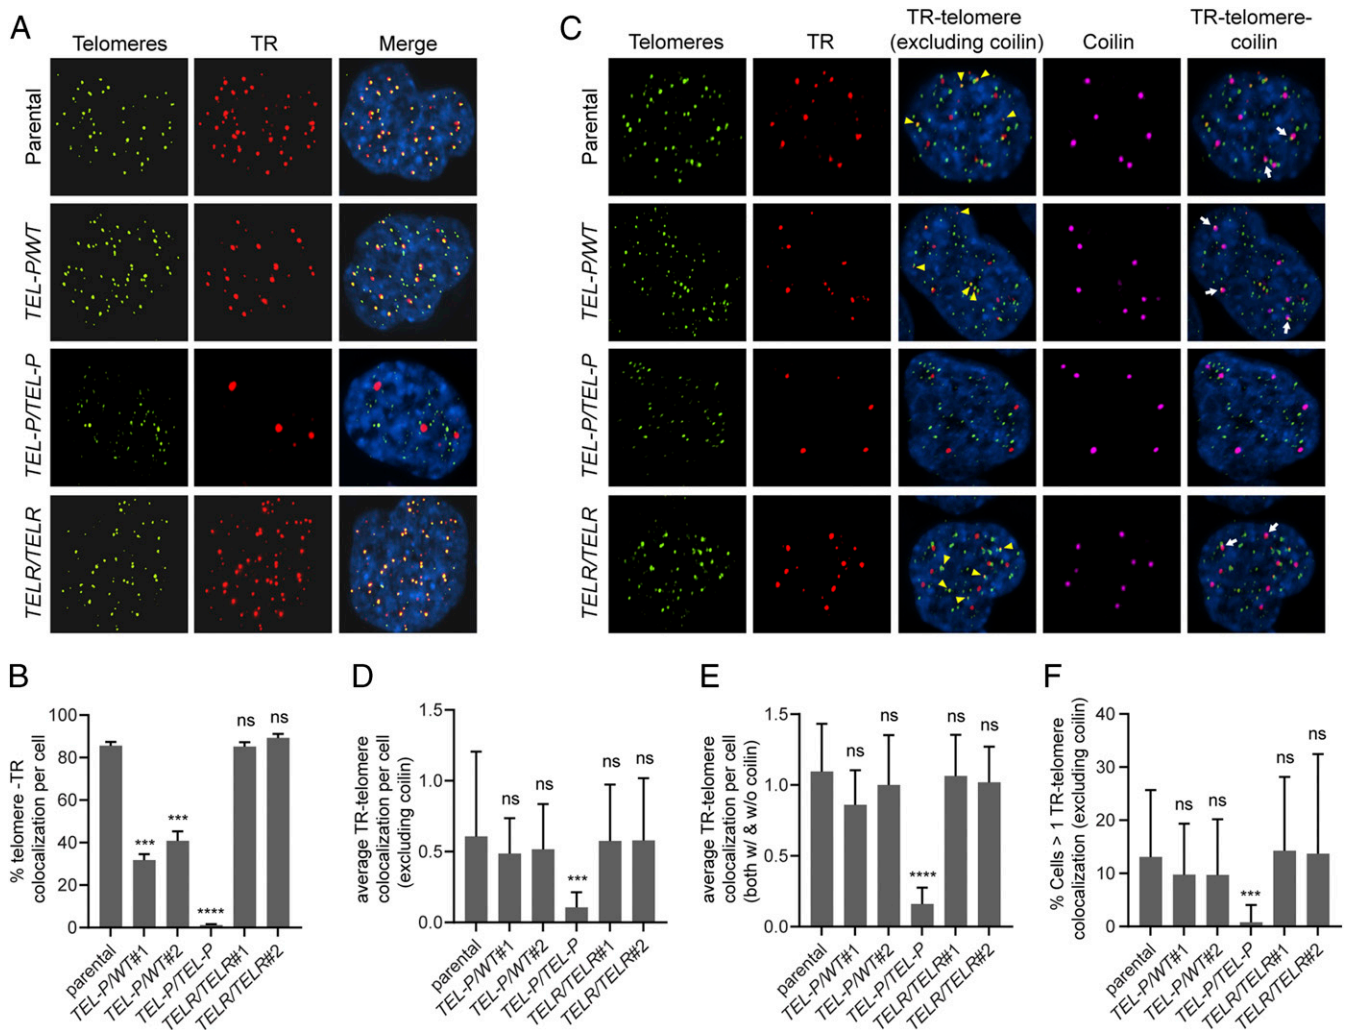 A
Telomeres TR Merge
Parental
TEL-P/WT
TEL-P/TEL-P
TELR/TELR
C
Telomeres TR TR-telomere (excluding coilin) Coilin TR-telomere-coilin
Parental
TEL-P/WT
TEL-P/TEL-P
TELR/TELR
B
% telomere -TR
colocalization per cell
100
80
60
40
20
0
*** *** **** ns ns
parental TEL-P/WT#1 TEL-P/WT#2 TEL-P/TEL-P TELR/TELR#1 TELR/TELR#2
D
average TR-telomere
colocalization per cell
(excluding coilin)
1.5
1.0
0.5
0.0
ns ns *** ns ns
parental TEL-P/WT#1 TEL-P/WT#2 TEL-P/TEL-P TELR/TELR#1 TELR/TELR#2
E
average TR-telomere
colocalization per cell
(both w/ & w/o coilin)
1.5
1.0
0.5
0.0
ns ns **** ns ns
parental TEL-P/WT#1 TEL-P/WT#2 TEL-P/TEL-P TELR/TELR#1 TELR/TELR#2
F
% Cells > 1 TR-telomere
colocalization (excluding coilin)
40
30
20
10
0
ns ns *** ns ns
parental TEL-P/WT#1 TEL-P/WT#2 TEL-P/TEL-P TELR/TELR#1 TELR/TELR#2